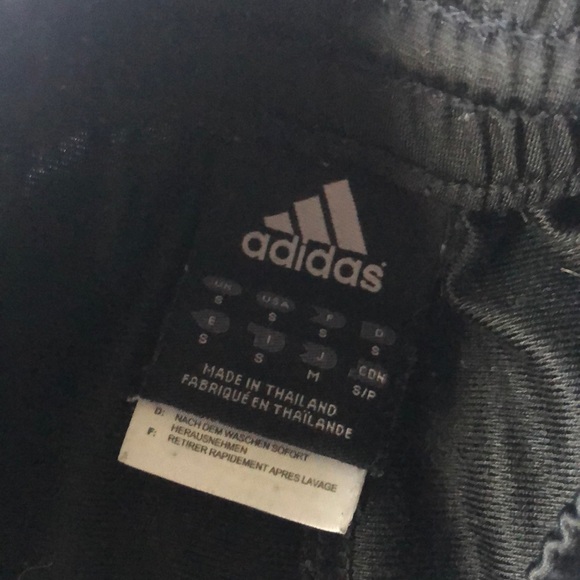 adidas
UK USA F D
S S S S
E I J CDN
S S M S/P
MADE IN THAILAND
FABRIQUÉ EN THAÏLANDE
D: NACH DEM WASCHEN SOFORT
HERAUSNEHMEN
F: RETIRER RAPIDEMENT APRES LAVAGE